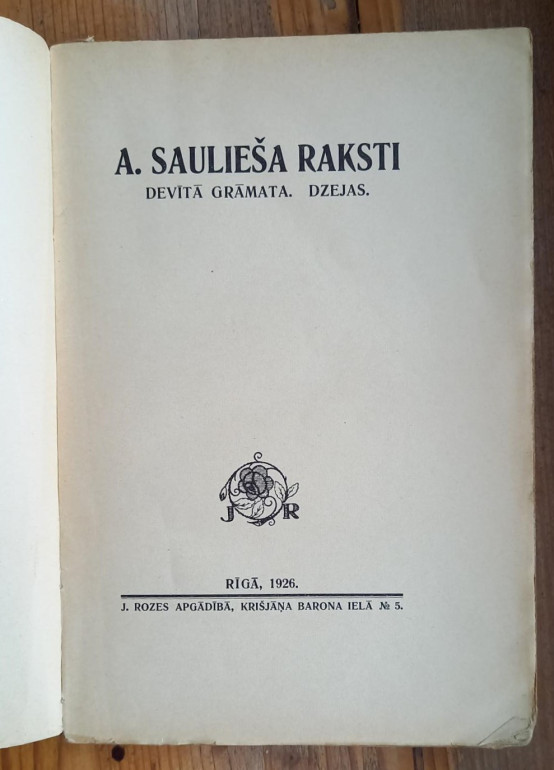 A. SAULIEŠA RAKSTI
DEVĪTĀ GRĀMATA. DZEJAS.
J R
RĪGĀ, 1926.
J. ROZES APGĀDĪBĀ, KRIŠJĀŅA BARONA IELĀ № 5.